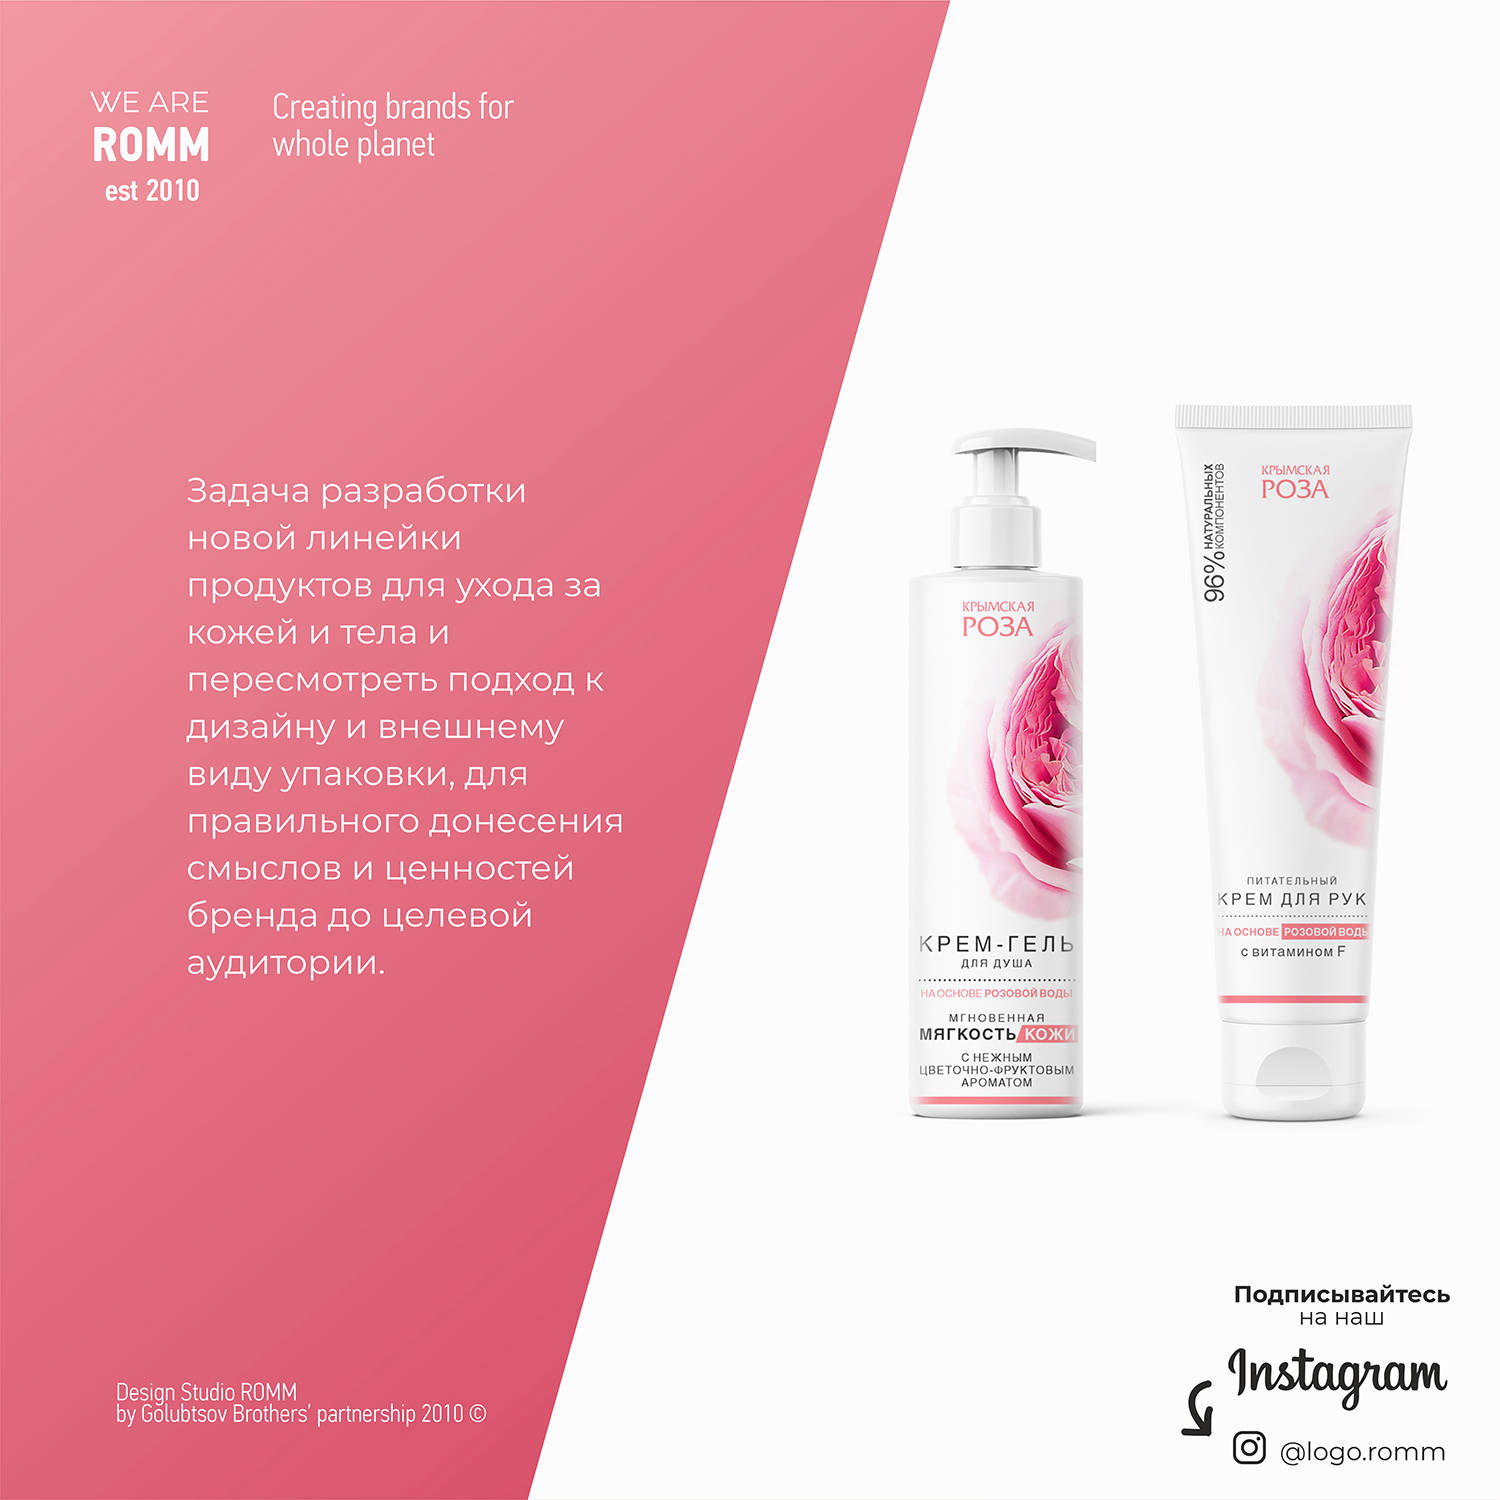 WE ARE
ROMM
est 2010
Creating brands for
whole planet
Задача разработки
новой линейки
продуктов для ухода за
кожей и тела и
пересмотреть подход к
дизайну и внешнему
виду упаковки, для
правильного донесения
смыслов и ценностей
бренда до целевой
аудитории.
Design Studio ROMM
by Golubtsov Brothers’ partnership 2010 ©
КРЫМСКАЯ
РОЗА
КРЕМ-ГЕЛЬ
ДЛЯ ДУША
НА ОСНОВЕ РОЗОВОЙ ВОДЫ
МГНОВЕННАЯ
МЯГКОСТЬ КОЖИ
С НЕЖНЫМ
ЦВЕТОЧНО-ФРУКТОВЫМ
АРОМАТОМ
96% НАТУРАЛЬНЫХ
КОМПОНЕНТОВ
КРЫМСКАЯ
РОЗА
ПИТАТЕЛЬНЫЙ
КРЕМ ДЛЯ РУК
НА ОСНОВЕ РОЗОВОЙ ВОДЫ
С ВИТАМИНОМ F
Подписывайтесь
на наш
Instagram
@logo.romm